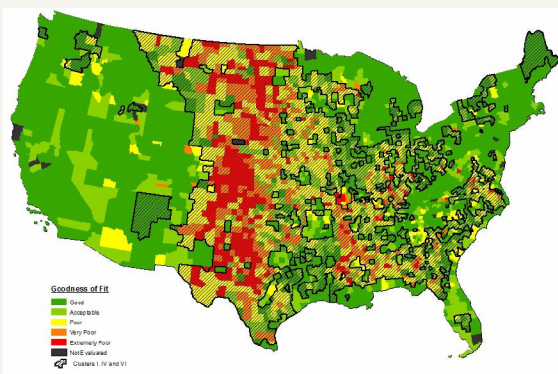 Goodness of Fit
Good
Acceptable
Poor
Very Poor
Extremely Poor
Not Evaluated
Clusters I, IV and VI